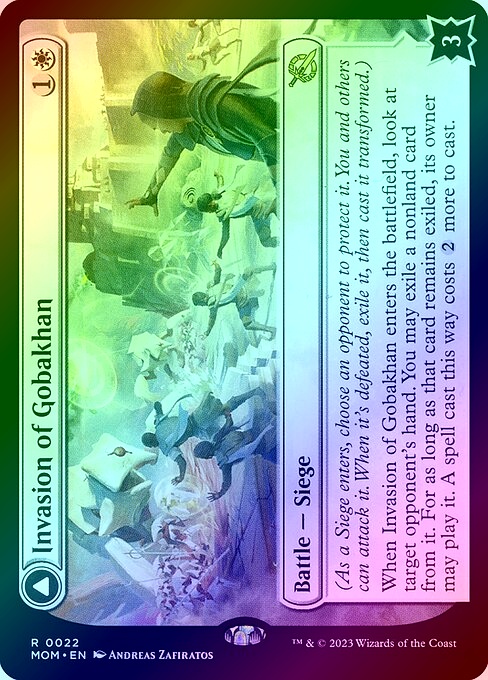 Invasion of Gobakhan
1
Battle — Siege
(As a Siege enters, choose an opponent to protect it. You and others
can attack it. When it's defeated, exile it, then cast it transformed.)
When Invasion of Gobakhan enters the battlefield, look at
target opponent's hand. You may exile a nonland card
from it. For as long as that card remains exiled, its owner
may play it. A spell cast this way costs 2 more to cast.
3
R 0022
MOM • EN ANDREAS ZAFIRATOS
™ & © 2023 Wizards of the Coast